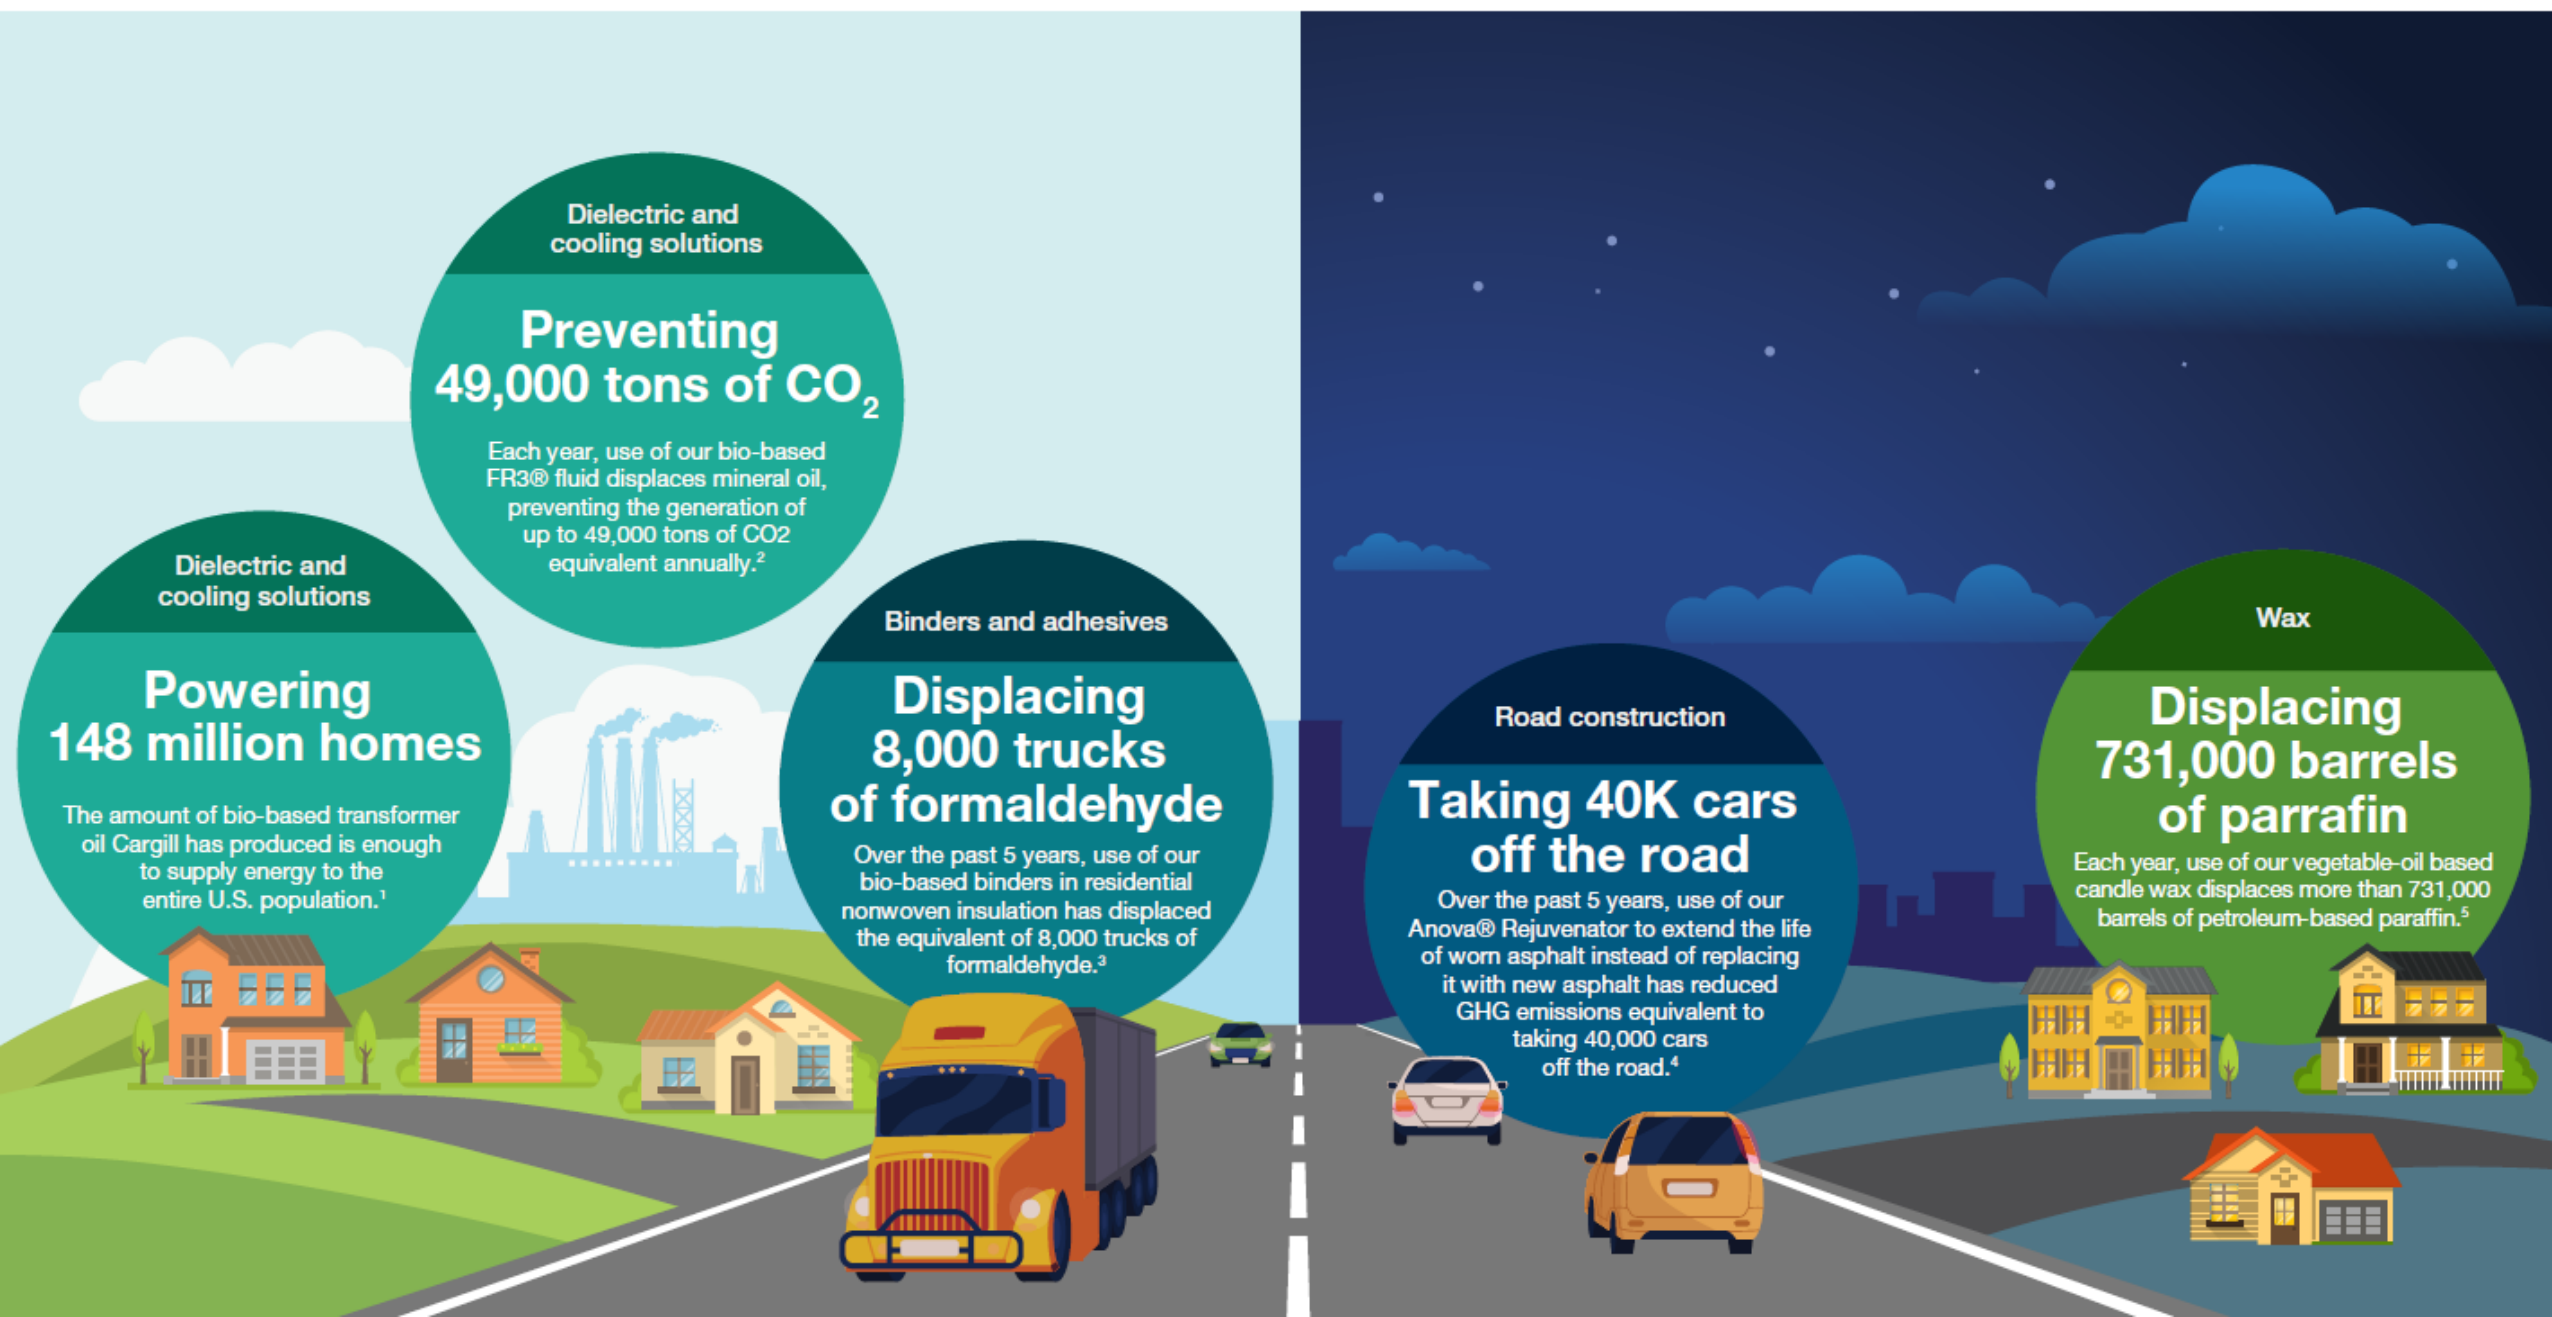 Dielectric and
cooling solutions
Preventing
49,000 tons of CO₂
Each year, use of our bio-based
FR3® fluid displaces mineral oil,
preventing the generation of
up to 49,000 tons of CO2
equivalent annually.²
Dielectric and
cooling solutions
Powering
148 million homes
The amount of bio-based transformer
oil Cargill has produced is enough
to supply energy to the
entire U.S. population.¹
Binders and adhesives
Displacing
8,000 trucks
of formaldehyde
Over the past 5 years, use of our
bio-based binders in residential
nonwoven insulation has displaced
the equivalent of 8,000 trucks of
formaldehyde.³
Road construction
Taking 40K cars
off the road
Over the past 5 years, use of our
Anova® Rejuvenator to extend the life
of worn asphalt instead of replacing
it with new asphalt has reduced
GHG emissions equivalent to
taking 40,000 cars
off the road.⁴
Wax
Displacing
731,000 barrels
of parrafin
Each year, use of our vegetable-oil based
candle wax displaces more than 731,000
barrels of petroleum-based paraffin.⁵